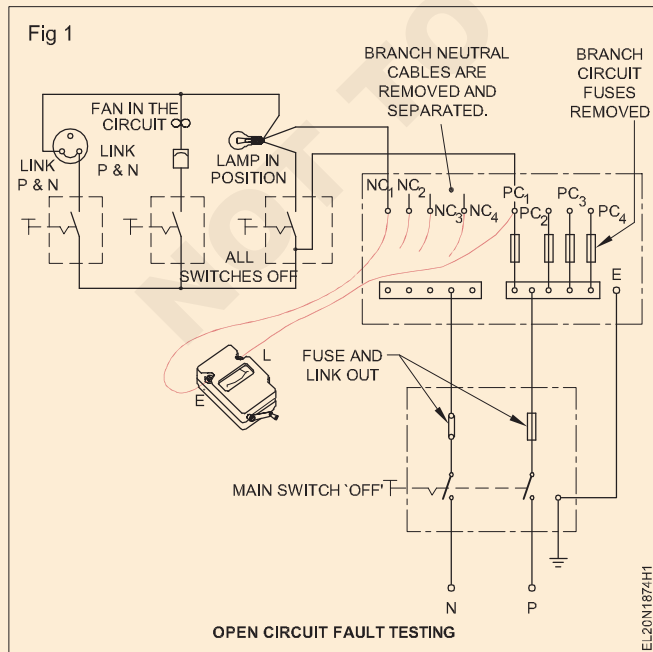 Fig 1
BRANCH NEUTRAL
CABLES ARE
REMOVED AND
SEPARATED.
BRANCH
CIRCUIT
FUSES
REMOVED
FAN IN THE
CIRCUIT
LINK
P & N
LINK
P & N
LAMP IN
POSITION
NC1
NC2
NC3
NC4
PC1
PC2
PC3
PC4
ALL
SWITCHES OFF
E
L
E
FUSE AND
LINK OUT
MAIN SWITCH 'OFF'
N
P
OPEN CIRCUIT FAULT TESTING
EL20N1874H1
NOT TO